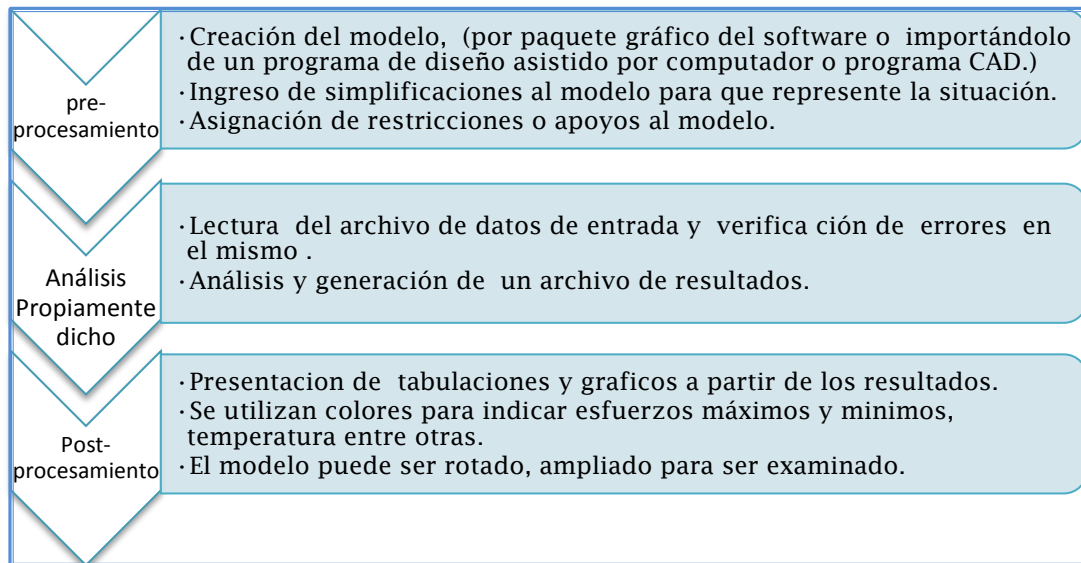 pre-
procesamiento
·Creación del modelo, (por paquete gráfico del software o importándolo
de un programa de diseño asistido por computador o programa CAD.)
·Ingreso de simplificaciones al modelo para que represente la situación.
·Asignación de restricciones o apoyos al modelo.
Análisis
Propiamente
dicho
·Lectura del archivo de datos de entrada y verifica ción de errores en
el mismo .
·Análisis y generación de un archivo de resultados.
Post-
procesamiento
·Presentacion de tabulaciones y graficos a partir de los resultados.
·Se utilizan colores para indicar esfuerzos máximos y minimos,
temperatura entre otras.
·El modelo puede ser rotado, ampliado para ser examinado.